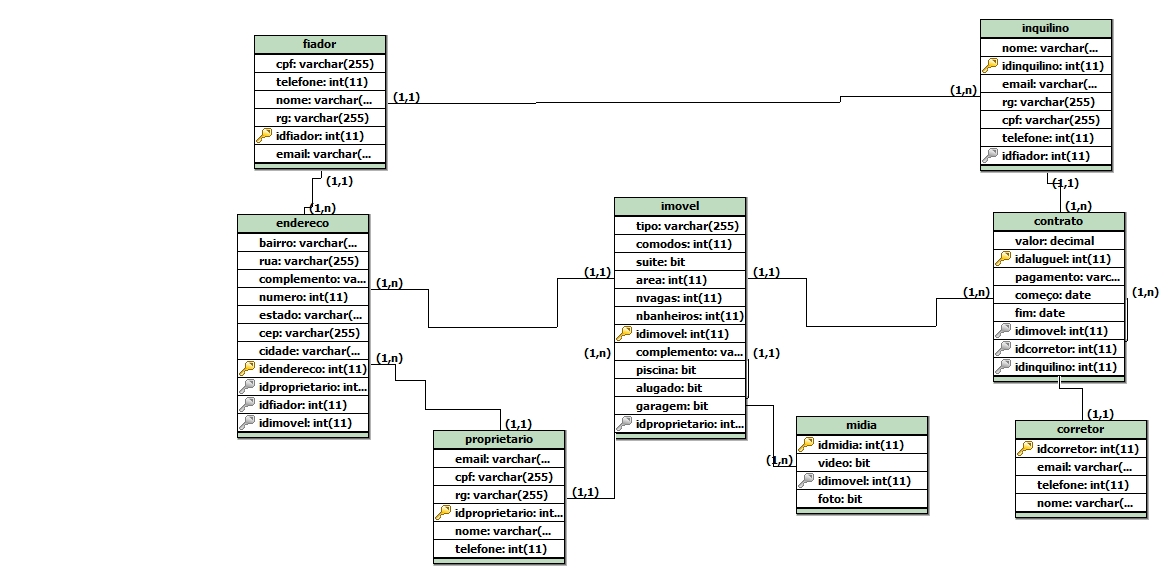 fiador
cpf: varchar(255)
telefone: int(11)
nome: varchar(...
rg: varchar(255)
idfiador: int(11)
email: varchar(...
(1,1)
(1,n)
inquilino
nome: varchar(...
idinquilino: int(11)
email: varchar(...
rg: varchar(255)
cpf: varchar(255)
telefone: int(11)
idfiador: int(11)
(1,1)
(1,n)
endereco
bairro: varchar(...
rua: varchar(255)
complemento: va...
numero: int(11)
estado: varchar(...
cep: varchar(255)
cidade: varchar(...
idendereco: int(11)
idproprietario: int...
idfiador: int(11)
idimovel: int(11)
(1,n)
(1,1)
(1,n)
(1,1)
imovel
tipo: varchar(255)
comodos: int(11)
suite: bit
area: int(11)
nvagas: int(11)
nbanheiros: int(11)
idimovel: int(11)
complemento: va...
piscina: bit
alugado: bit
garagem: bit
idproprietario: int...
(1,n)
(1,1)
(1,1)
(1,n)
(1,1)
(1,n)
contrato
valor: decimal
idaluguel: int(11)
pagamento: varc...
começo: date
fim: date
idimovel: int(11)
idcorretor: int(11)
idinquilino: int(11)
(1,n)
(1,1)
proprietario
email: varchar(...
cpf: varchar(255)
rg: varchar(255)
idproprietario: int...
nome: varchar(...
telefone: int(11)
(1,1)
(1,n)
midia
idmidia: int(11)
video: bit
idimovel: int(11)
foto: bit
corretor
idcorretor: int(11)
email: varchar(...
telefone: int(11)
nome: varchar(...